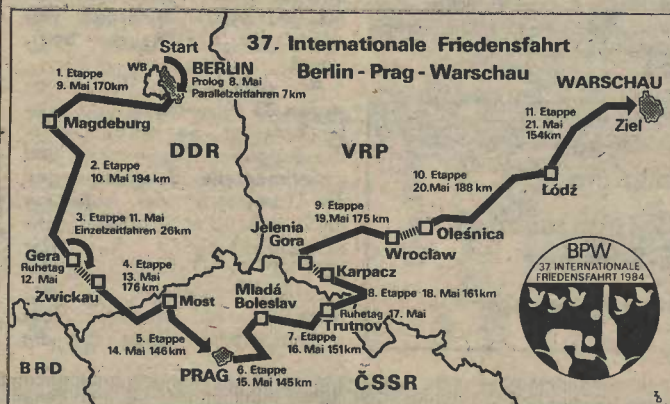 37. Internationale Friedensfahrt
Berlin - Prag - Warschau
Start
WB
BERLIN
Prolog 8. Mai
Parallelzeitfahren 7km
1. Etappe
9. Mai 170km
Magdeburg
DDR
2. Etappe
10. Mai 194 km
3. Etappe 11. Mai
Einzelzeitfahren 26km
Gera
Ruhetag
12. Mai
Zwickau
4. Etappe
13. Mai
176 km
Most
5. Etappe
14. Mai 146km
BRD
PRAG
6. Etappe
15. Mai 145km
Mladá
Boleslav
7. Etappe
16. Mai 151km
ČSSR
Ruhetag 17. Mai
Trutnov
8. Etappe 18. Mai 161km
Karpacz
Jelenia
Gora
9. Etappe
19. Mai 175 km
Wrocław
Oleśnica
VRP
10. Etappe
20. Mai 188 km
Łódź
11. Etappe
21. Mai
154km
WARSCHAU
Ziel
BPW
37 INTERNATIONALE
FRIEDENSFAHRT 1984